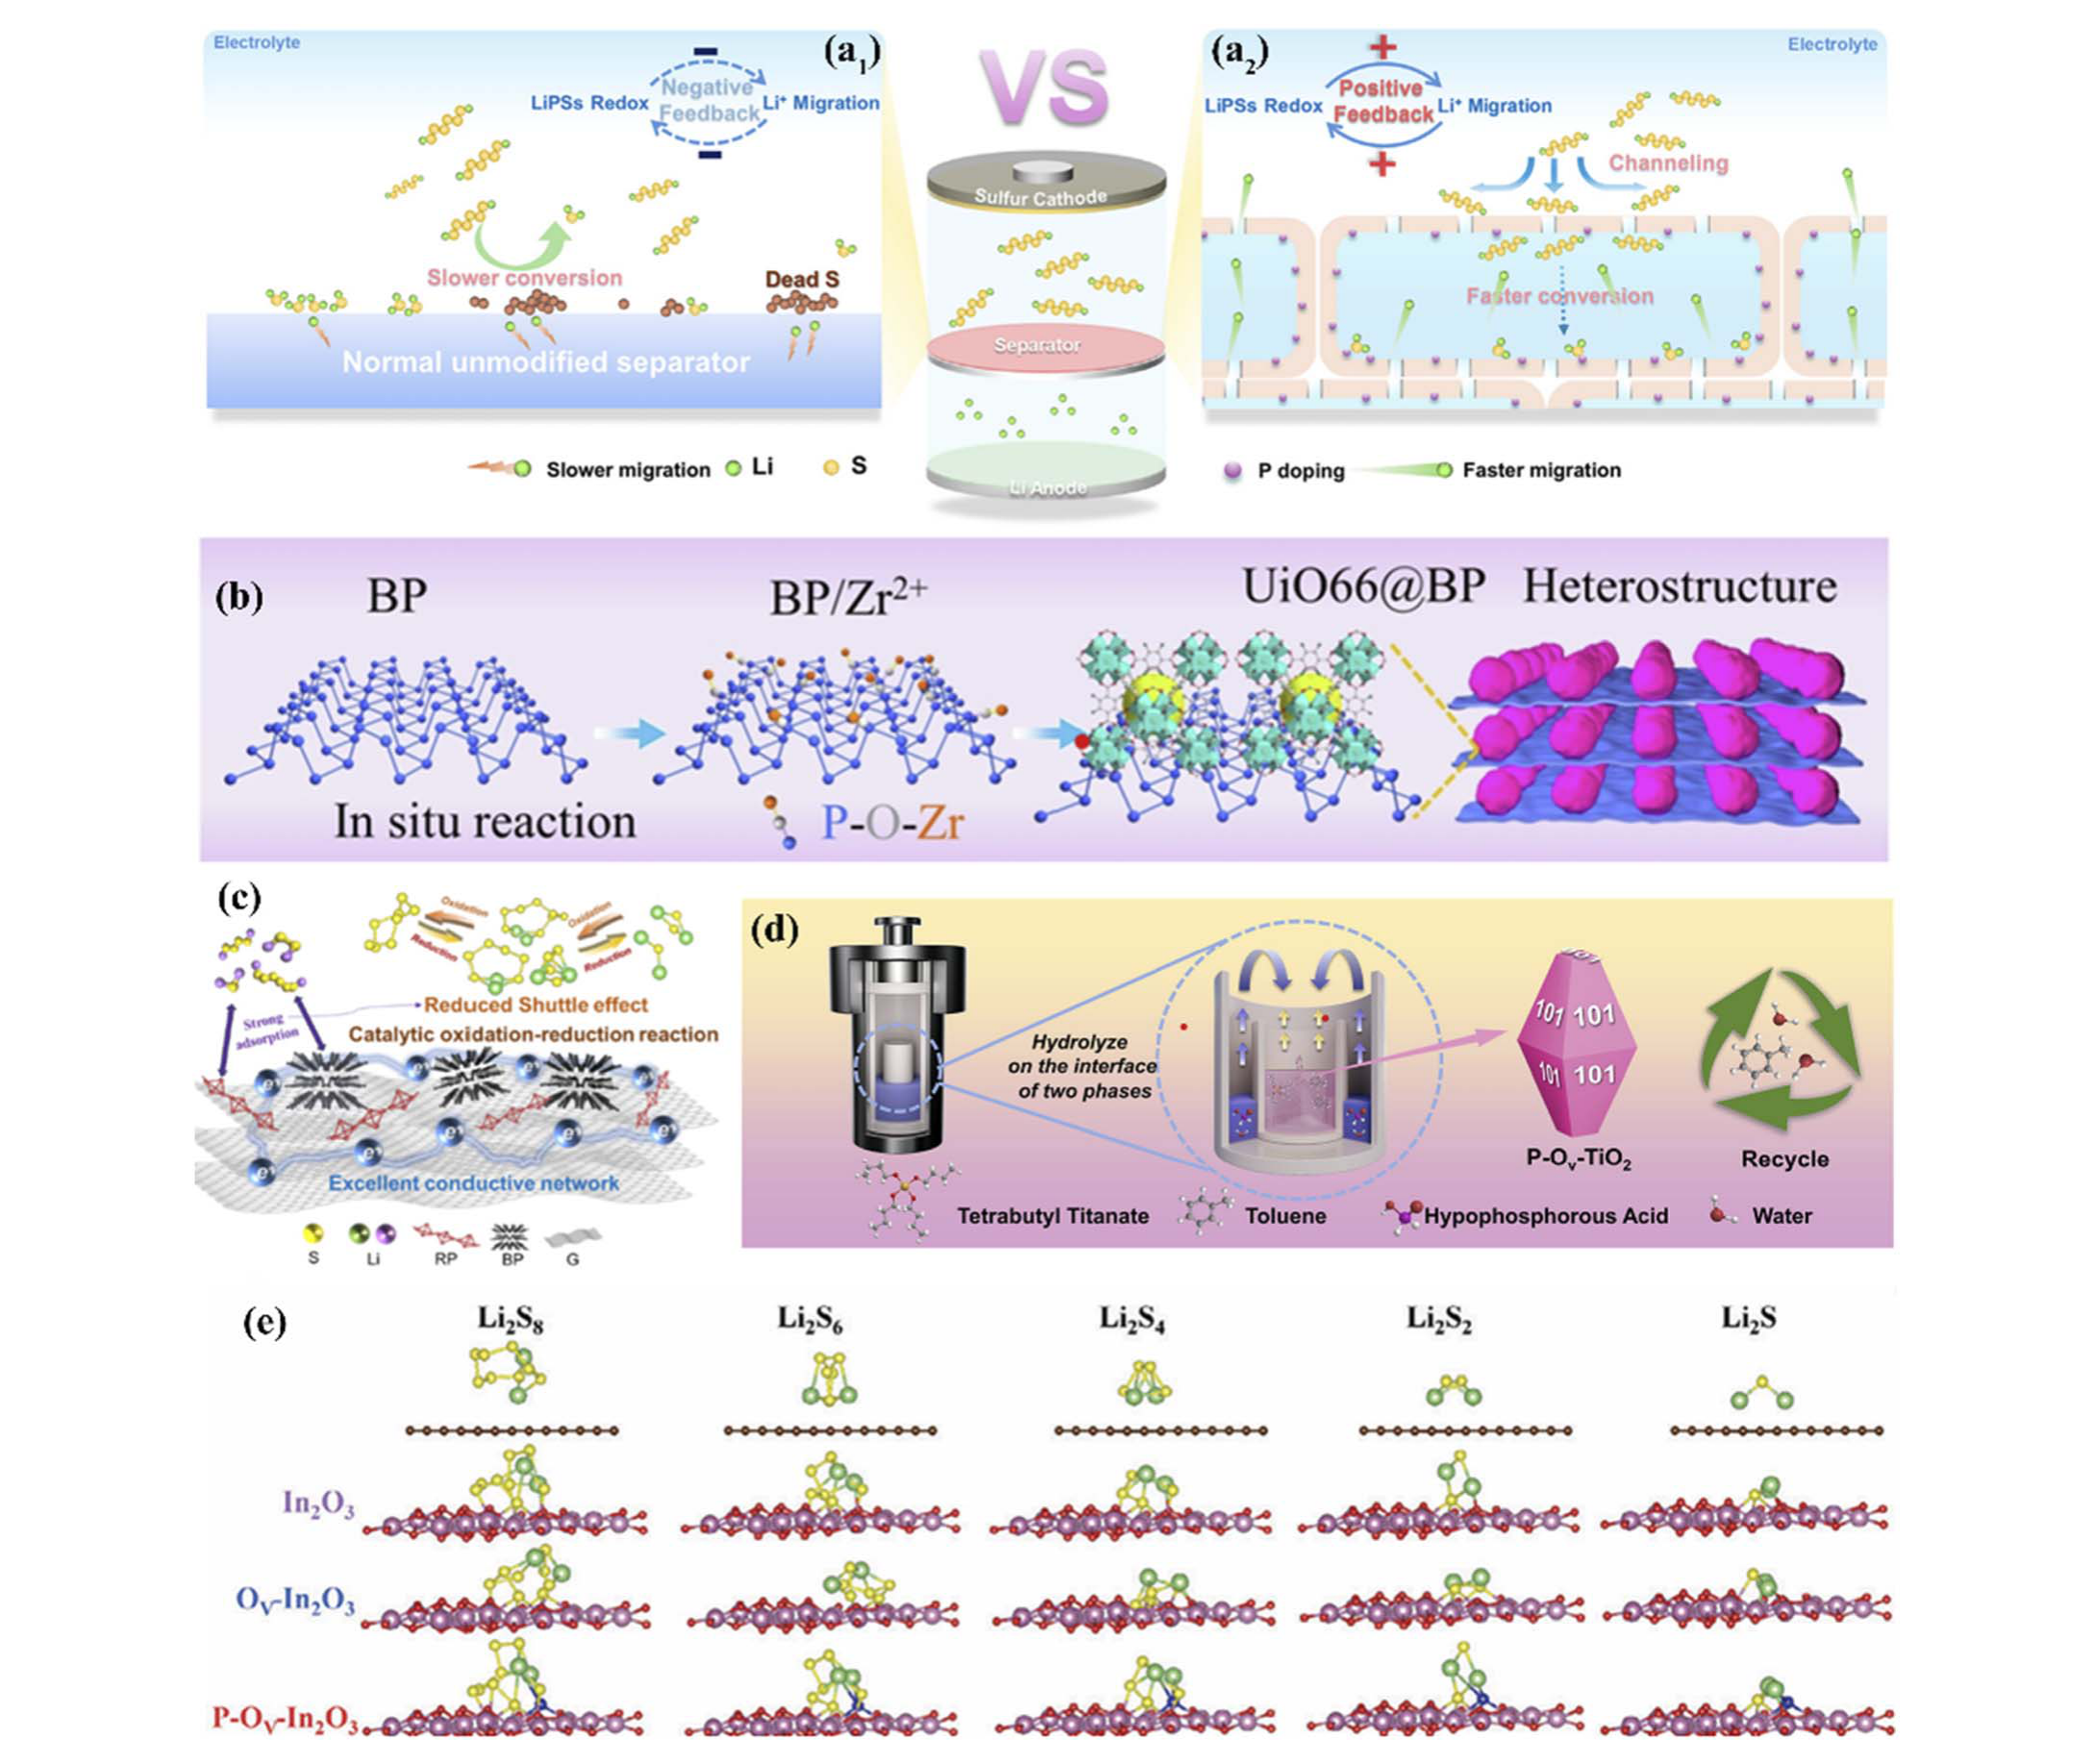 Electrolyte
(a1)
Negative
Feedback
LiPSs Redox
Li+ Migration
Slower conversion
Dead S
Normal unmodified separator
Slower migration
Li
S
VS
Sulfur Cathode
Separator
Li Anode
(a2)
Electrolyte
Positive
Feedback
LiPSs Redox
Li+ Migration
Channeling
Faster conversion
P doping
Faster migration
(b)
BP
BP/Zr2+
UiO66@BP Heterostructure
In situ reaction
P-O-Zr
(c)
Oxidation
Oxidation
Reduction
Reduction
Reduced Shuttle effect
Strong
adsorption
Catalytic oxidation-reduction reaction
e-
e-
e-
e-
e-
e-
e-
e-
e-
Excellent conductive network
S
Li
RP
BP
G
(d)
Hydrolyze
on the interface
of two phases
101
101 101
101 101
P-Ov-TiO2
Recycle
Tetrabutyl Titanate
Toluene
Hypophosphorous Acid
Water
(e)
Li2S8
Li2S6
Li2S4
Li2S2
Li2S
In2O3
OV-In2O3
P-OV-In2O3